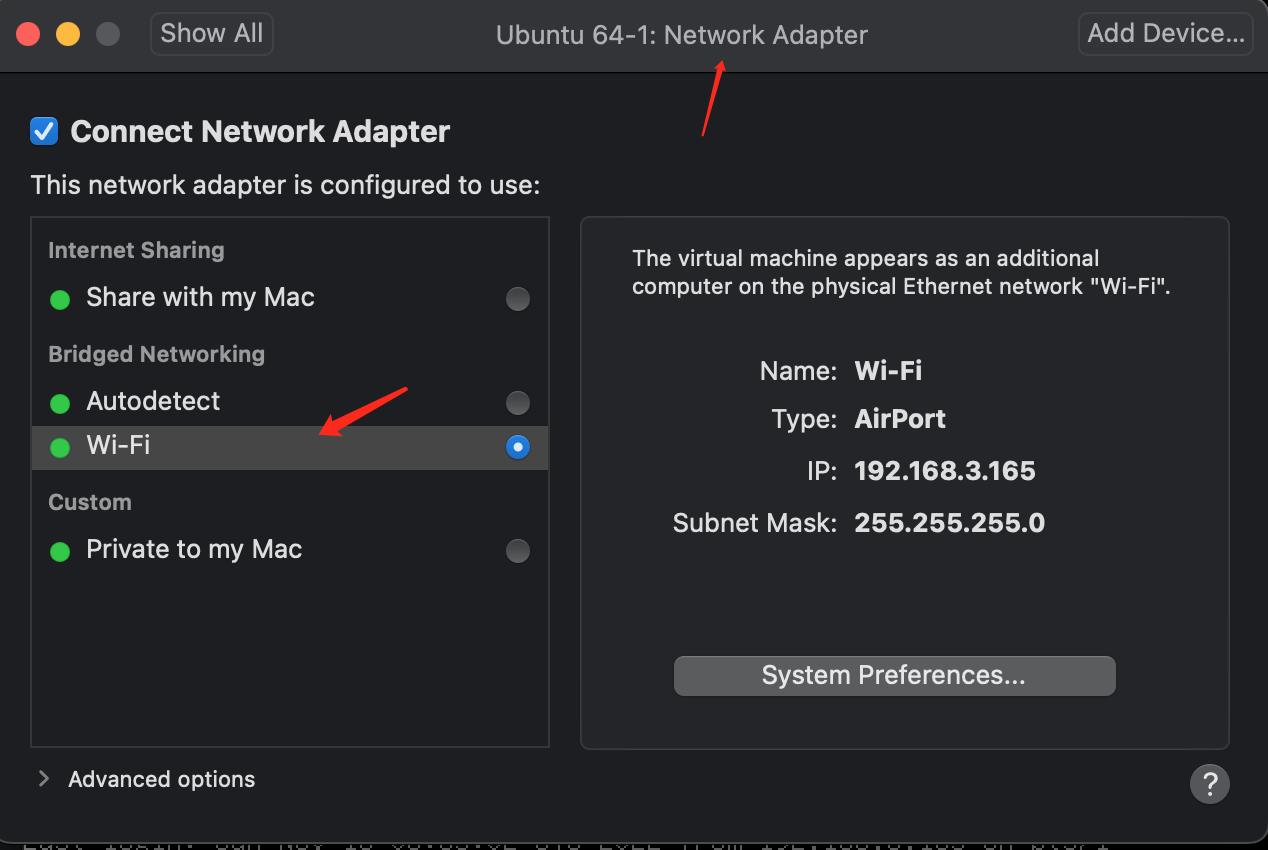 Show All
Ubuntu 64-1: Network Adapter
Add Device...
Connect Network Adapter
This network adapter is configured to use:
Internet Sharing
Share with my Mac
Bridged Networking
Autodetect
Wi-Fi
Custom
Private to my Mac
The virtual machine appears as an additional
computer on the physical Ethernet network "Wi-Fi".
Name: Wi-Fi
Type: AirPort
IP: 192.168.3.165
Subnet Mask: 255.255.255.0
System Preferences...
Advanced options
?